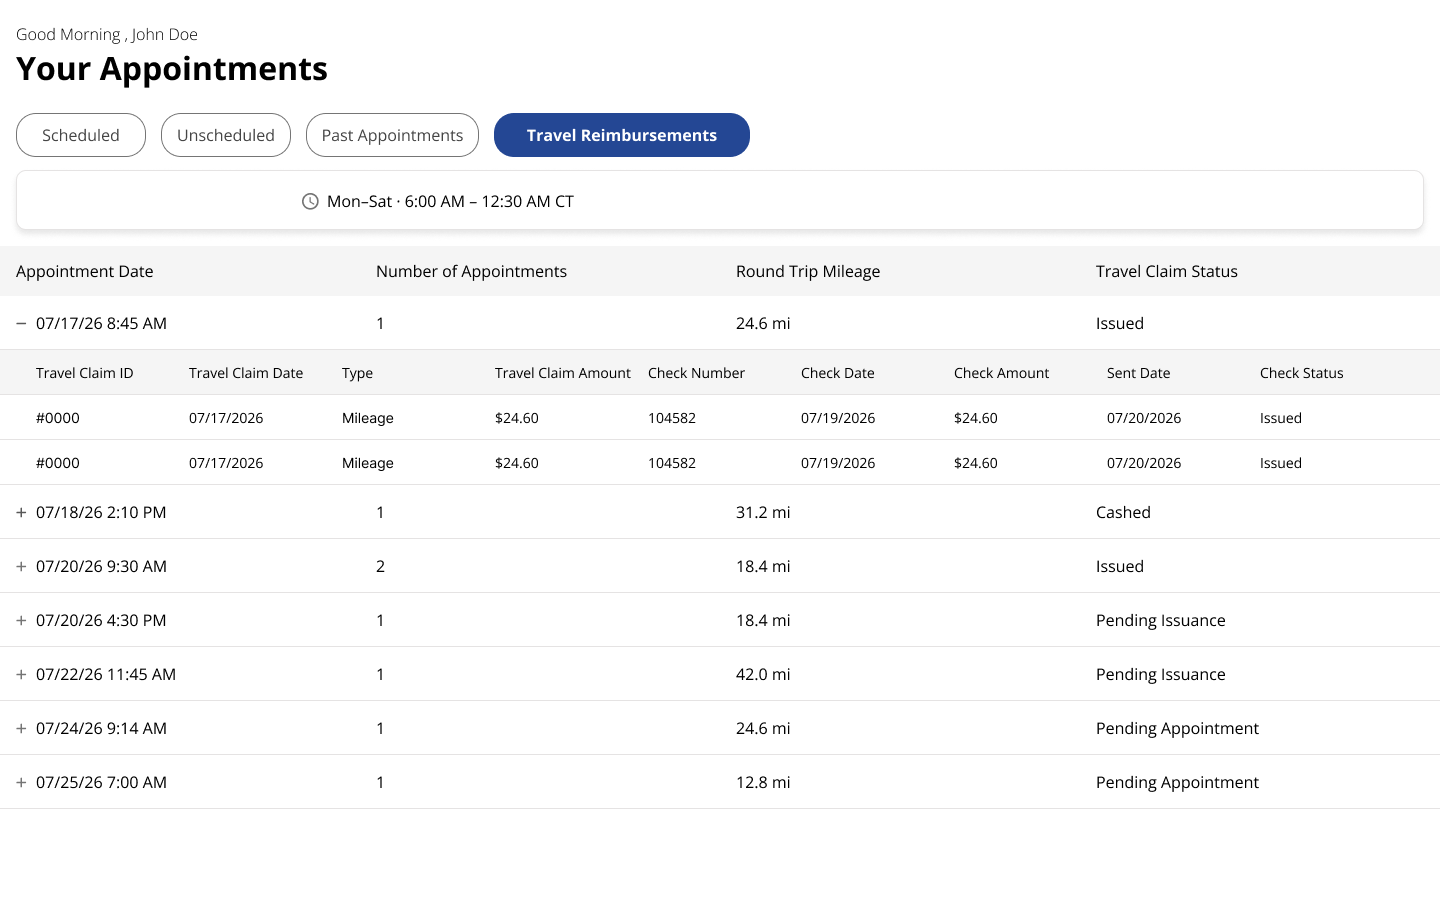 Good Morning , John Doe
Your Appointments
Scheduled Unscheduled Past Appointments Travel Reimbursements
Mon–Sat · 6:00 AM – 12:30 AM CT
Appointment Date Number of Appointments Round Trip Mileage Travel Claim Status
− 07/17/26 8:45 AM 1 24.6 mi Issued
Travel Claim ID Travel Claim Date Type Travel Claim Amount Check Number Check Date Check Amount Sent Date Check Status
#0000 07/17/2026 Mileage $24.60 104582 07/19/2026 $24.60 07/20/2026 Issued
#0000 07/17/2026 Mileage $24.60 104582 07/19/2026 $24.60 07/20/2026 Issued
+ 07/18/26 2:10 PM 1 31.2 mi Cashed
+ 07/20/26 9:30 AM 2 18.4 mi Issued
+ 07/20/26 4:30 PM 1 18.4 mi Pending Issuance
+ 07/22/26 11:45 AM 1 42.0 mi Pending Issuance
+ 07/24/26 9:14 AM 1 24.6 mi Pending Appointment
+ 07/25/26 7:00 AM 1 12.8 mi Pending Appointment